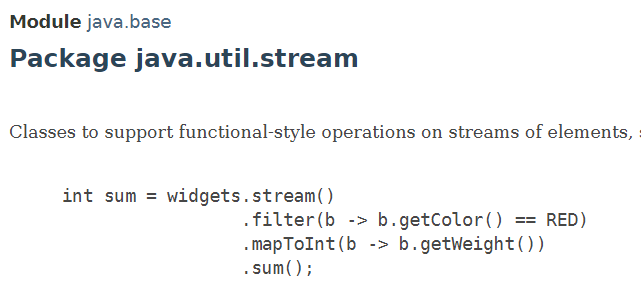 Module java.base
Package java.util.stream
Classes to support functional-style operations on streams of elements,
int sum = widgets.stream()
.filter(b -> b.getColor() == RED)
.mapToInt(b -> b.getWeight())
.sum();